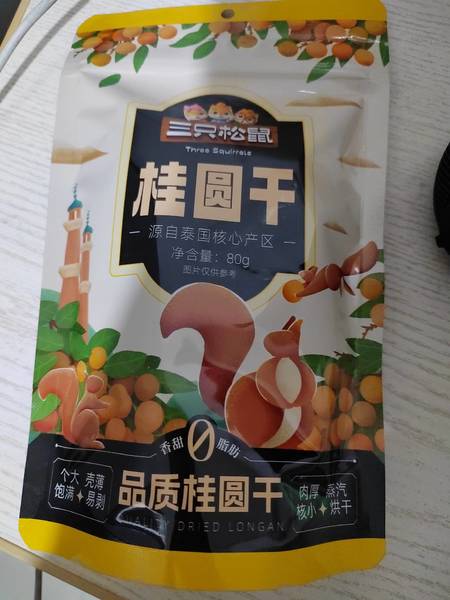 三只松鼠
Three Squirrels
桂圆干
源自泰国核心产区
净含量：80g
图片仅供参考
香甜 0 脂肪
个大 壳薄
饱满 易剥
品质桂圆干
QUALITY DRIED LONGAN
肉厚 蒸汽
核小 烘干